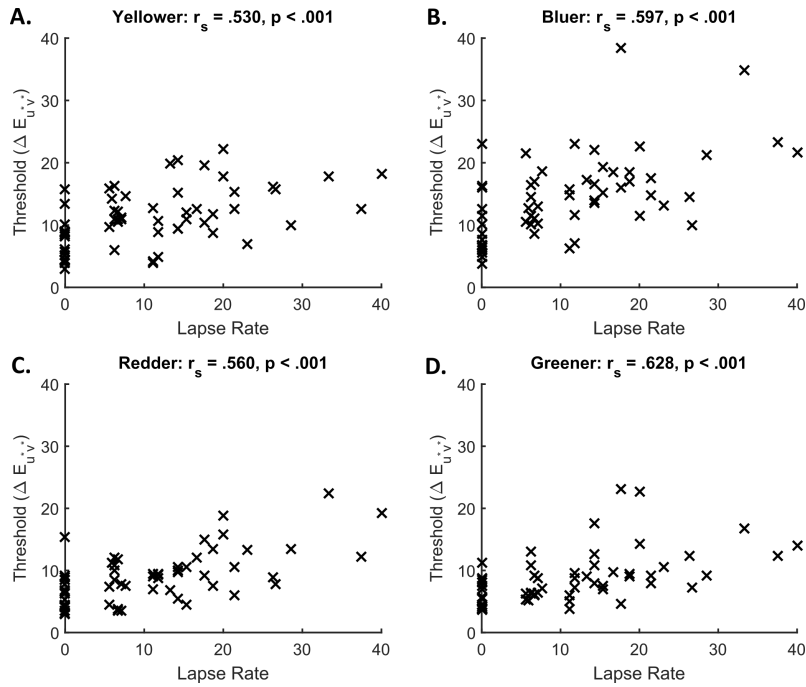 A.
Yellower: r_s = .530, p < .001
40
30
20
10
0
Threshold (Δ E_u*v*)
0 10 20 30 40
Lapse Rate
B.
Bluer: r_s = .597, p < .001
40
30
20
10
0
Threshold (Δ E_u*v*)
0 10 20 30 40
Lapse Rate
C.
Redder: r_s = .560, p < .001
40
30
20
10
0
Threshold (Δ E_u*v*)
0 10 20 30 40
Lapse Rate
D.
Greener: r_s = .628, p < .001
40
30
20
10
0
Threshold (Δ E_u*v*)
0 10 20 30 40
Lapse Rate